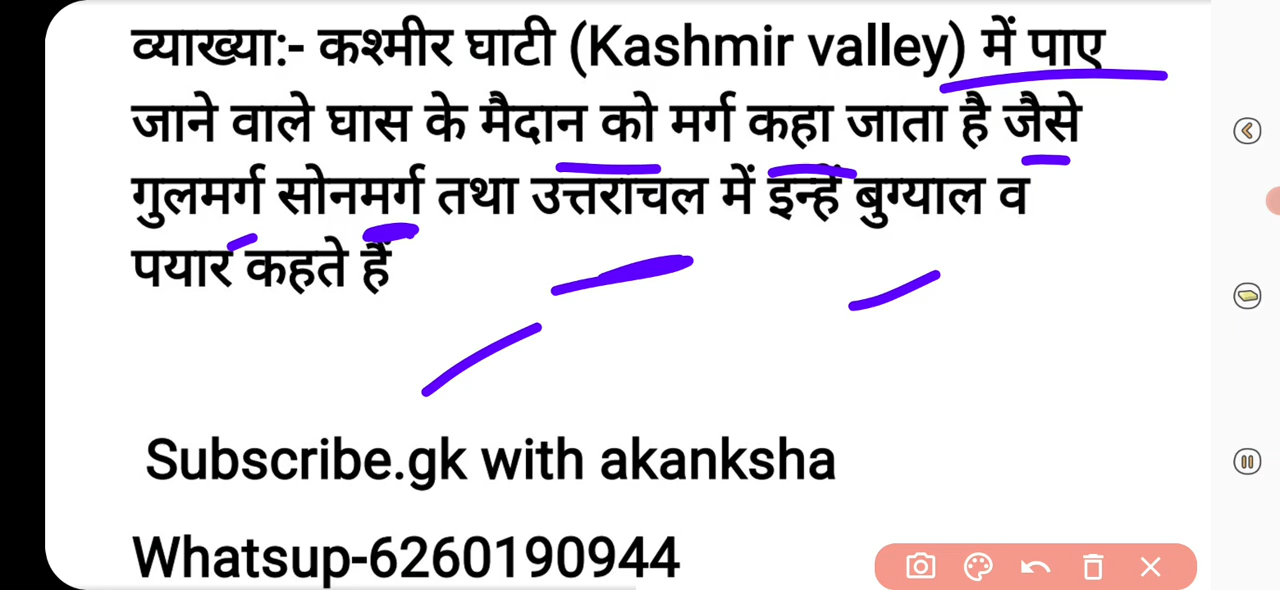 व्याख्या:- कश्मीर घाटी (Kashmir valley) में पाए
जाने वाले घास के मैदान को मर्ग कहा जाता है जैसे
गुलमर्ग सोनमर्ग तथा उत्तरांचल में इन्हें बुग्याल व
पयार कहते हैं
Subscribe.gk with akanksha
Whatsup-6260190944